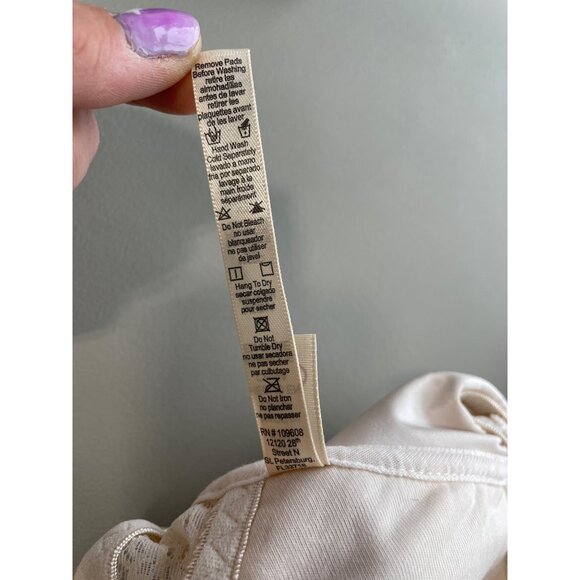 Remove Pads
Before Washing
retire les
almohadillas
antes de lavar
retirer les
plaquettes avant
de les laver
Hand Wash
Cold Separately
lavado a mano
fria por separado
lavage à la
main froide
séparément
Do Not Bleach
no usar
blanqueador
ne pas utiliser
de javel
Hang To Dry
secar colgado
suspendre
pour sécher
Do Not
Tumble Dry
no usar secadora
ne pas secher
par culbutage
Do Not Iron
no planchar
ne pas repasser
RN # 109608
12120 28th
Street N
St. Petersburg,
FL33716